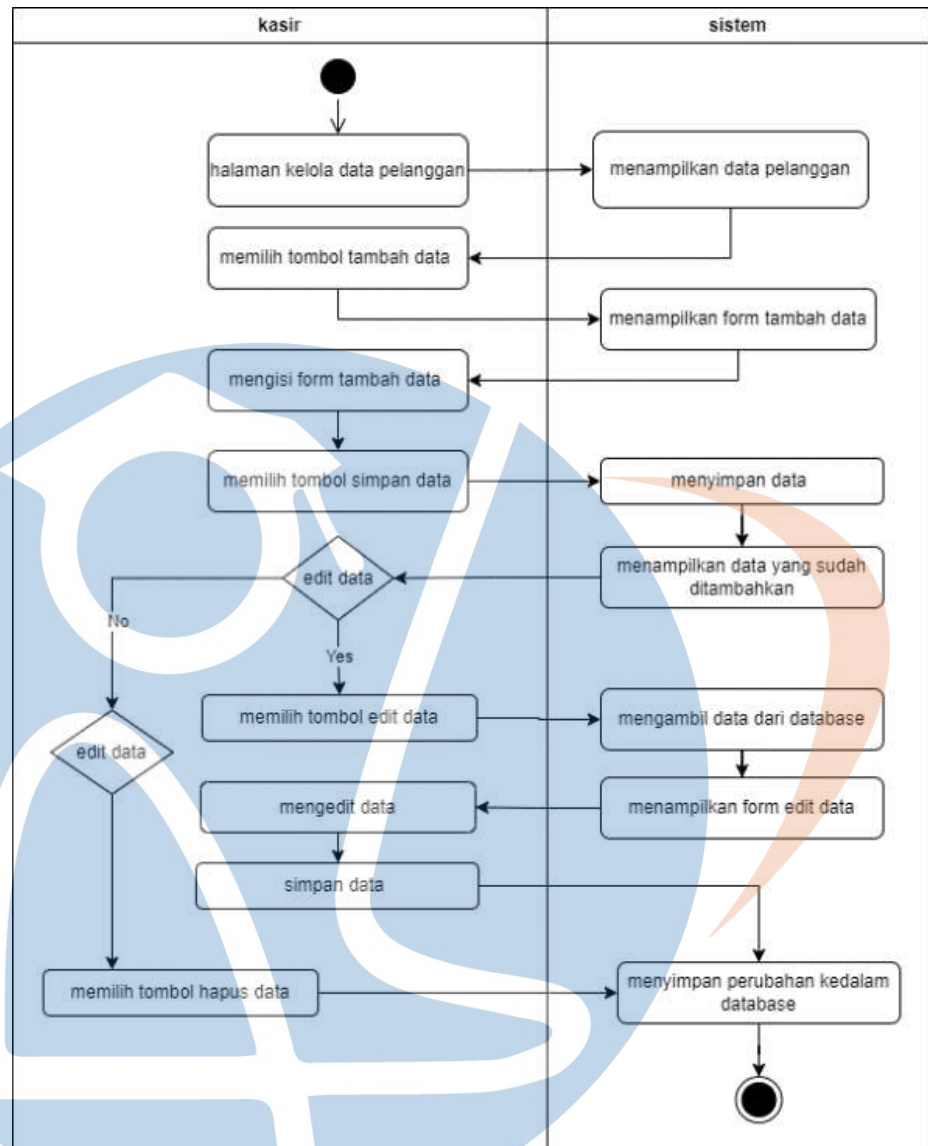 kasir
sistem
halaman kelola data pelanggan
menampilkan data pelanggan
memilih tombol tambah data
menampilkan form tambah data
mengisi form tambah data
memilih tombol simpan data
menyimpan data
edit data
menampilkan data yang sudah
ditambahkan
No
Yes
memilih tombol edit data
mengambil data dari database
edit data
mengedit data
menampilkan form edit data
simpan data
memilih tombol hapus data
menyimpan perubahan kedalam
database